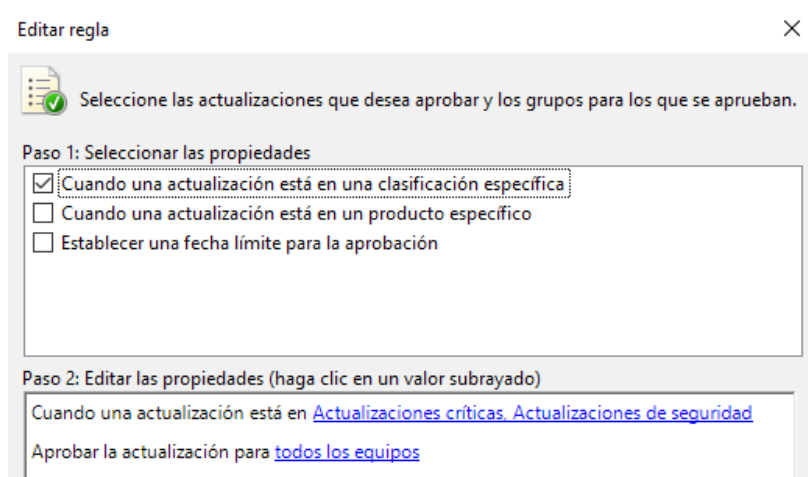 Editar regla
Seleccione las actualizaciones que desea aprobar y los grupos para los que se aprueban.
Paso 1: Seleccionar las propiedades
Cuando una actualización está en una clasificación específica
Cuando una actualización está en un producto específico
Establecer una fecha límite para la aprobación
Paso 2: Editar las propiedades (haga clic en un valor subrayado)
Cuando una actualización está en Actualizaciones críticas, Actualizaciones de seguridad
Aprobar la actualización para todos los equipos